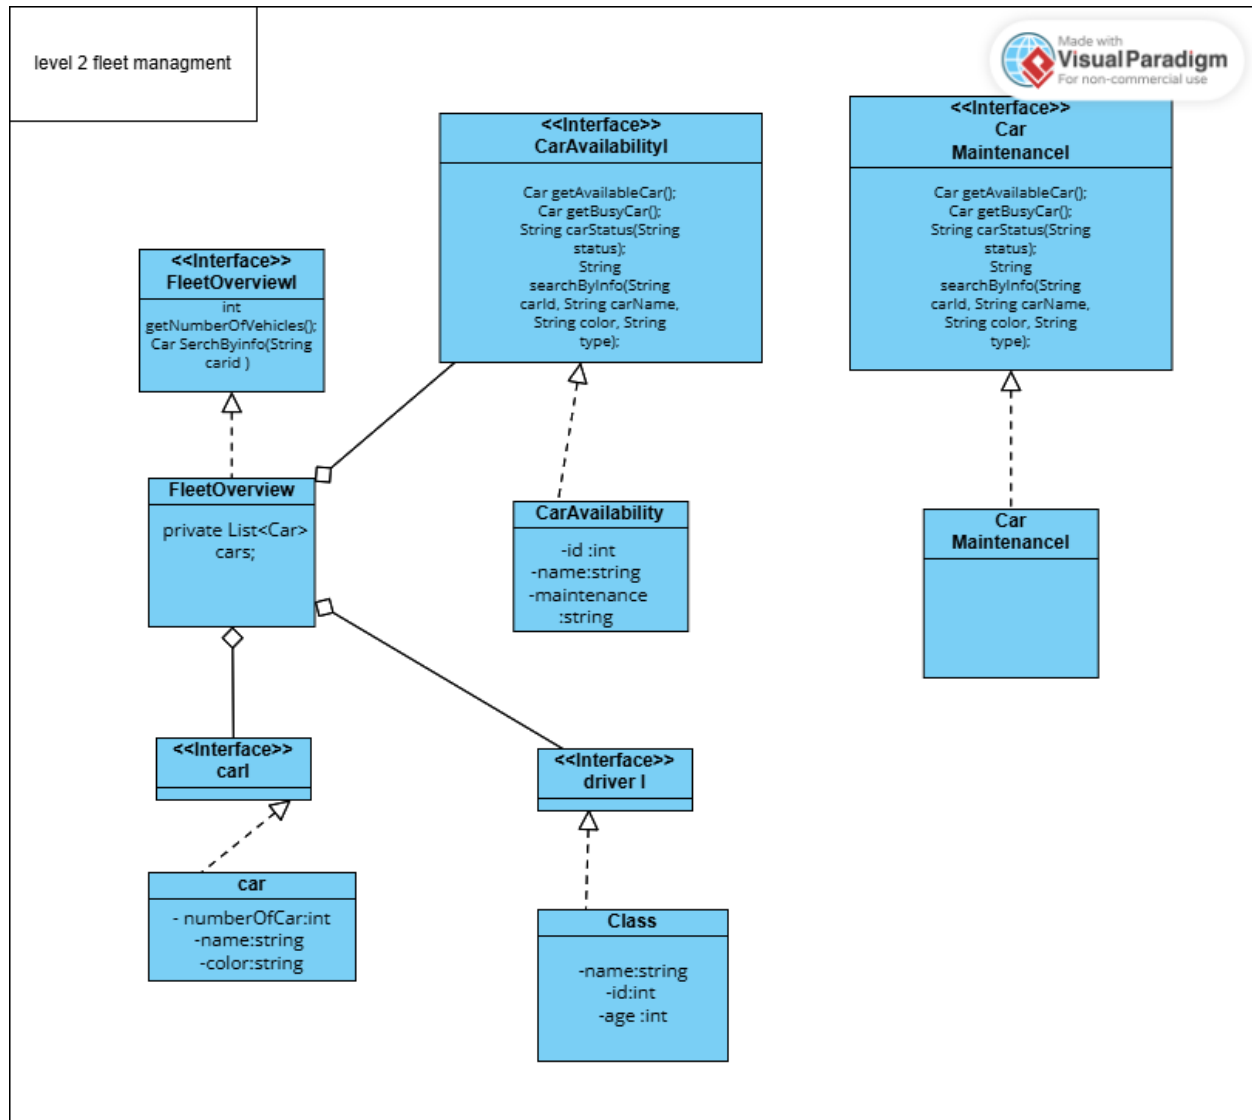 level 2 fleet managment
Made with
Visual Paradigm
For non-commercial use
<<Interface>>
CarAvailabilityI
Car getAvailableCar();
Car getBusyCar();
String carStatus(String
status);
String
searchByInfo(String
carId, String carName,
String color, String
type);
<<Interface>>
Car
MaintenanceI
Car getAvailableCar();
Car getBusyCar();
String carStatus(String
status);
String
searchByInfo(String
carId, String carName,
String color, String
type);
<<Interface>>
FleetOverviewI
int
getNumberOfVehicles();
Car SerchByinfo(String
carid )
FleetOverview
private List<Car>
cars;
CarAvailability
-id :int
-name:string
-maintenance
:string
Car
MaintenanceI
<<Interface>>
carI
<<Interface>>
driver I
car
- numberOfCar:int
-name:string
-color:string
Class
-name:string
-id:int
-age :int